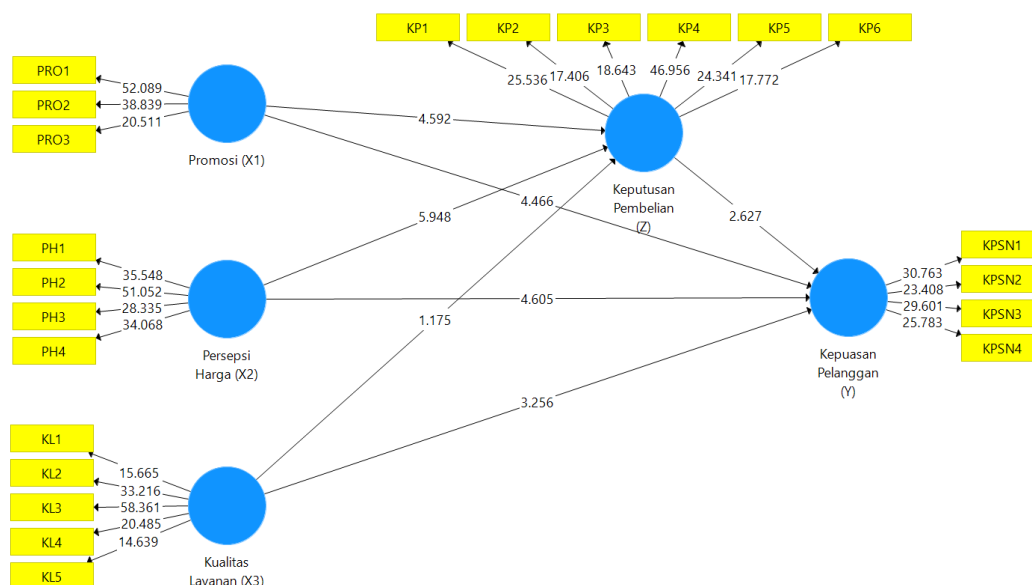 KP1 KP2 KP3 KP4 KP5 KP6
25.536 17.406 18.643 46.956 24.341 17.772
PRO1
PRO2
PRO3
52.089
38.839
20.511
Promosi (X1)
4.592
Keputusan
Pembelian
(Z)
4.466
5.948
2.627
PH1
PH2
PH3
PH4
35.548
51.052
28.335
34.068
Persepsi
Harga (X2)
4.605
1.175
KPSN1
KPSN2
KPSN3
KPSN4
30.763
23.408
29.601
25.783
Kepuasan
Pelanggan
(Y)
3.256
KL1
KL2
KL3
KL4
KL5
15.665
33.216
58.361
20.485
14.639
Kualitas
Layanan (X3)